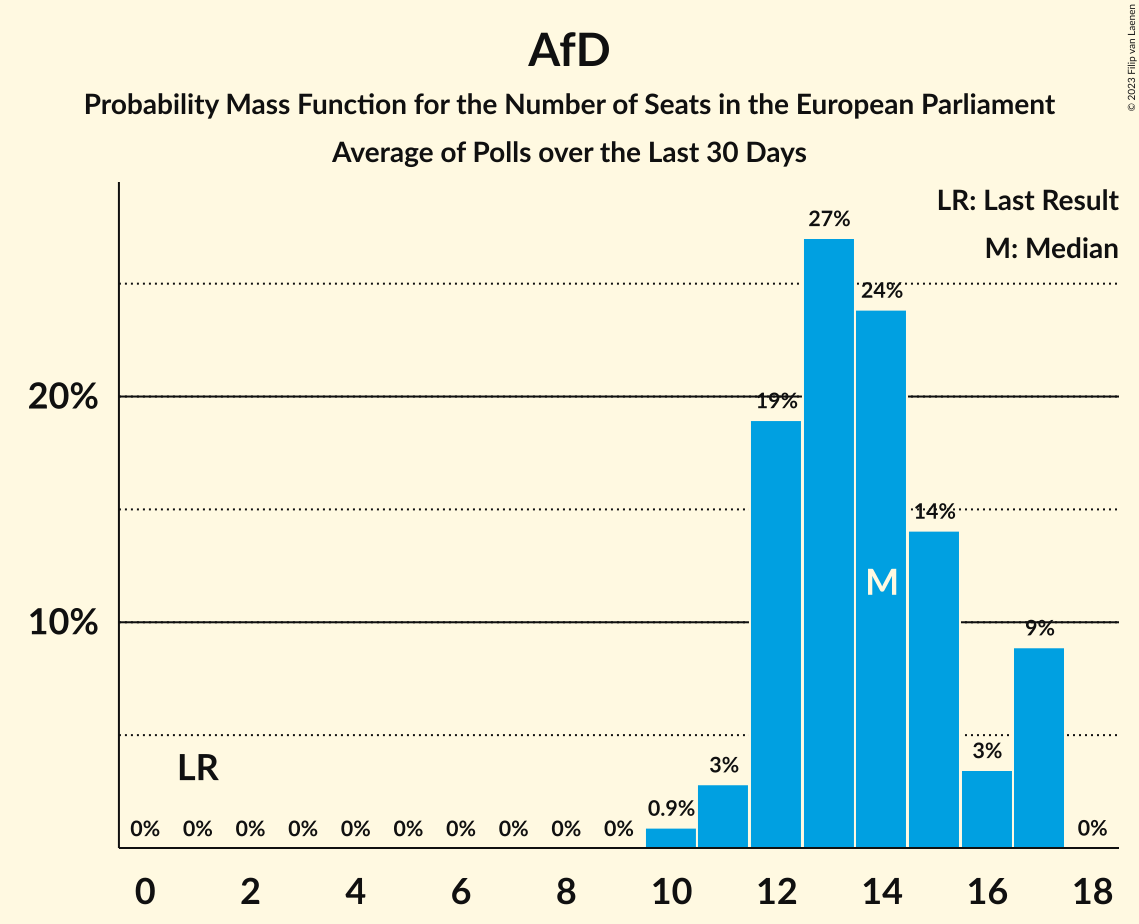 AfD
Probability Mass Function for the Number of Seats in the European Parliament
Average of Polls over the Last 30 Days
© 2023 Filip van Laenen
LR: Last Result
M: Median
20%
10%
0%
0%
0%
0%
0%
0%
0%
0%
0%
0%
0.9%
3%
19%
27%
24%
14%
3%
9%
0%
LR
M
0 2 4 6 8 10 12 14 16 18